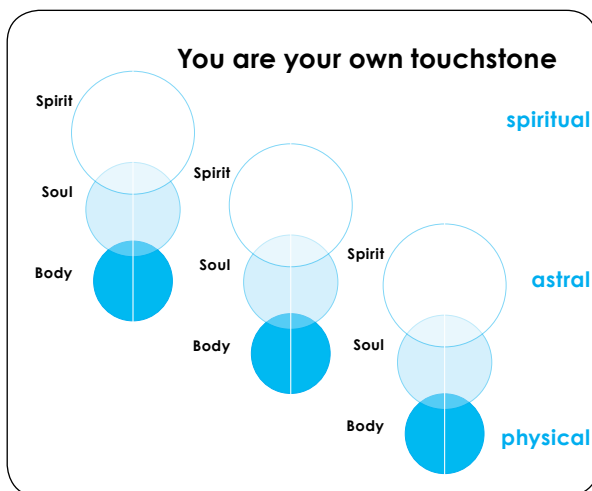 You are your own touchstone
Spirit
spiritual
Spirit
Soul
Spirit
Soul
Body
astral
Soul
Body
Body
physical